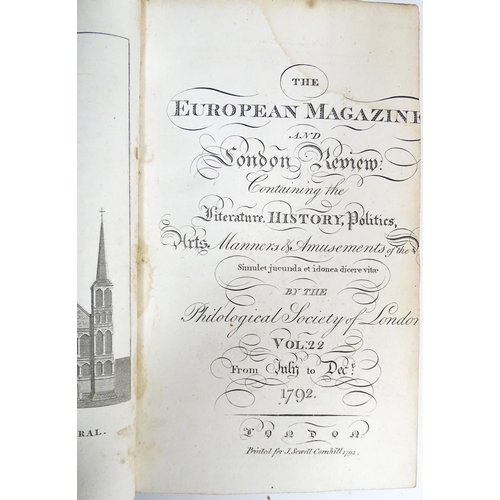 RAL.
THE
EUROPEAN MAGAZINE
AND
London Review:
Containing the
Literature, HISTORY, Politics,
Arts, Manners & Amusements of the
Simul et jucunda et idonea dicere vitæ
BY THE
Philological Society of London
VOL: 22
From July to Decr.
1792.
LONDON
Printed for J. Sewell Cornhill 1792.